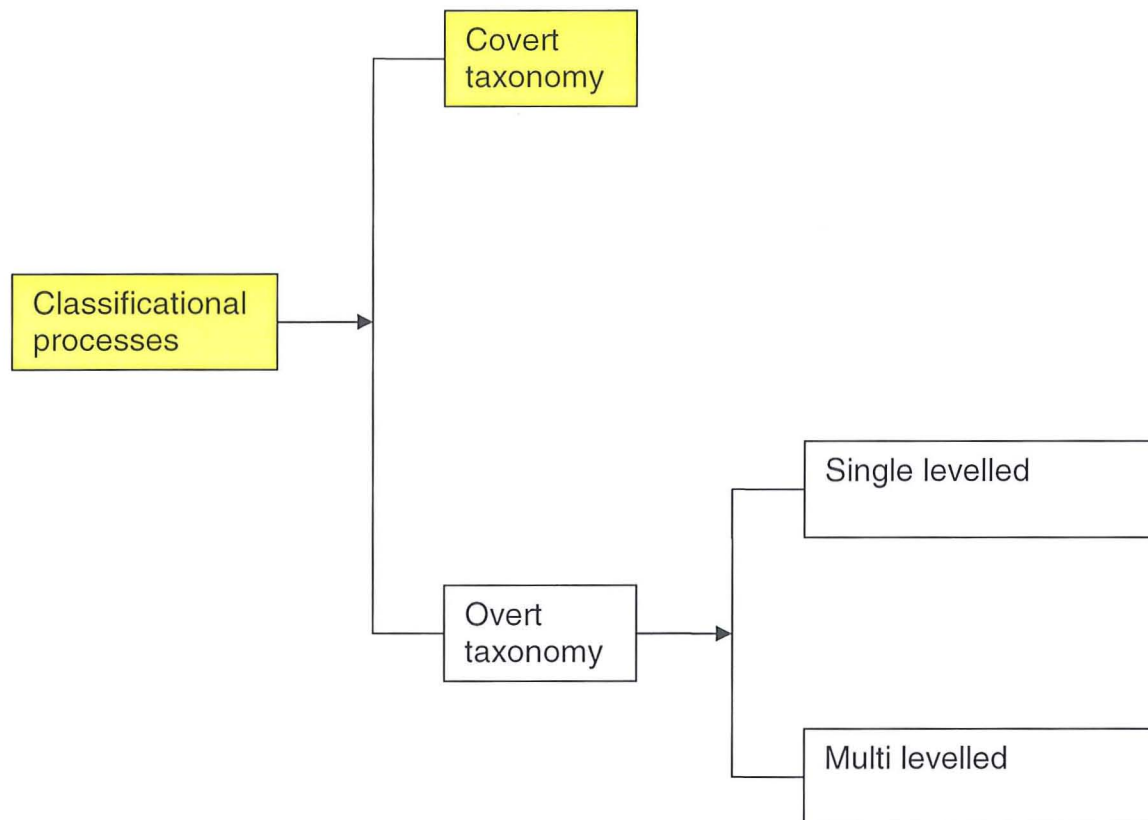 Covert
taxonomy
Classificational
processes
Single levelled
Overt
taxonomy
Multi levelled